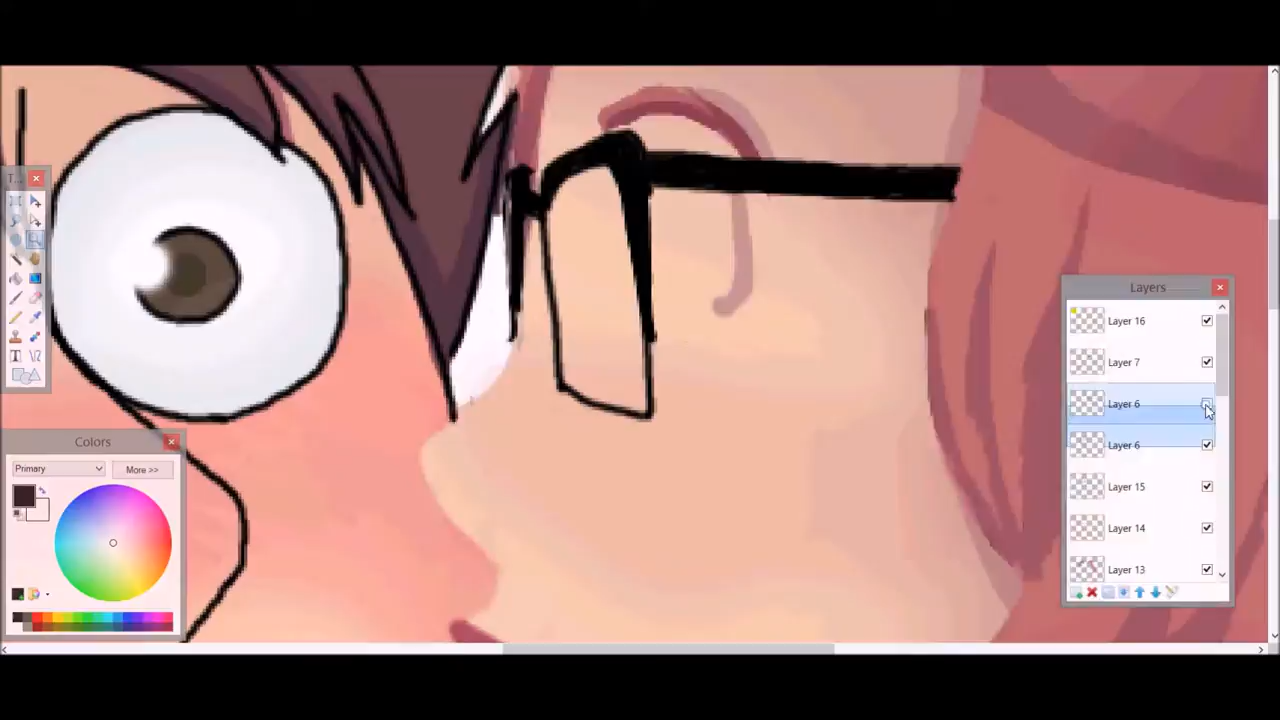 T...
Colors
Primary
More >>
Layers
Layer 16
Layer 7
Layer 6
Layer 6
Layer 15
Layer 14
Layer 13